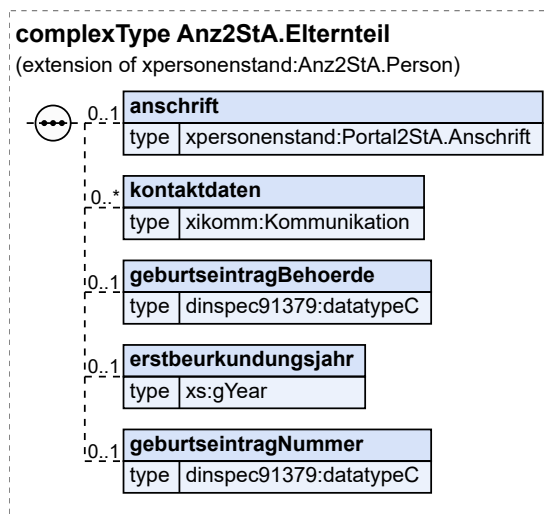 complexType Anz2StA.Elternteil
(extension of xpersonenstand:Anz2StA.Person)
0..1 anschrift
type xpersonenstand:Portal2StA.Anschrift
0..* kontaktdaten
type xikomm:Kommunikation
0..1 geburtseintragBehoerde
type dinspec91379:datatypeC
0..1 erstbeurkundungsjahr
type xs:gYear
0..1 geburtseintragNummer
type dinspec91379:datatypeC